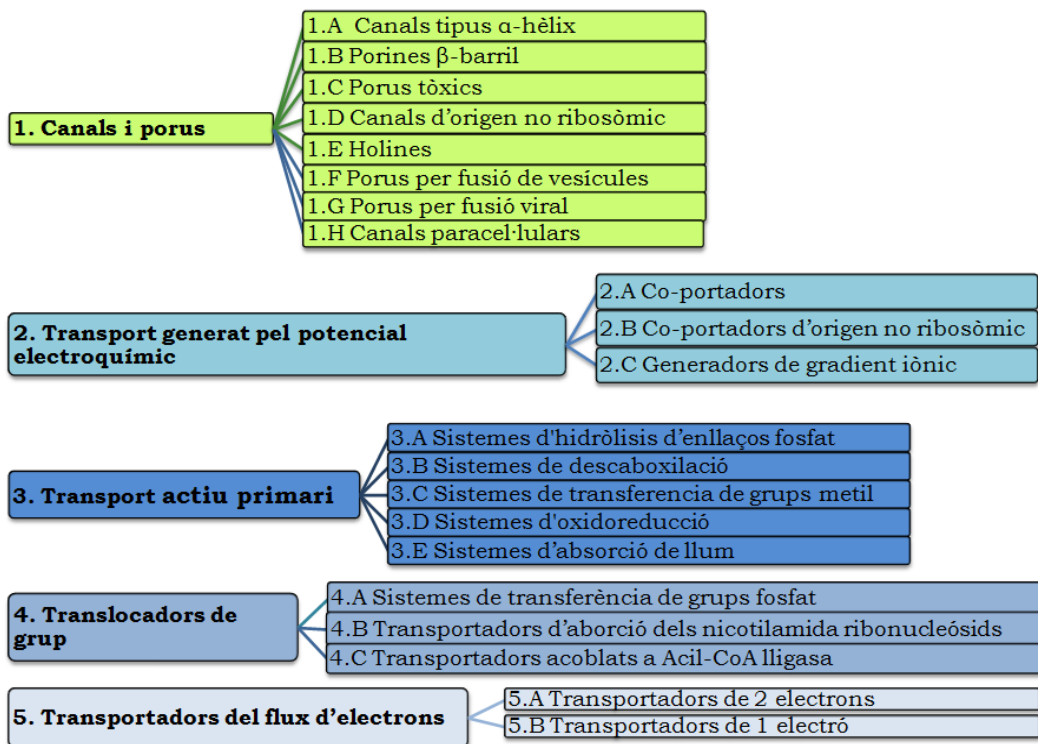 1. Canals i porus
1.A Canals tipus α-hèlix
1.B Porines β-barril
1.C Porus tòxics
1.D Canals d'origen no ribosòmic
1.E Holines
1.F Porus per fusió de vesícules
1.G Porus per fusió viral
1.H Canals paracel·lulars
2. Transport generat pel potencial
electroquímic
2.A Co-portadors
2.B Co-portadors d’origen no ribosòmic
2.C Generadors de gradient iònic
3. Transport actiu primari
3.A Sistemes d'hidròlisis d’enllaços fosfat
3.B Sistemes de descaboxilació
3.C Sistemes de transferencia de grups metil
3.D Sistemes d'oxidoreducció
3.E Sistemes d’absorció de llum
4. Translocadors de
grup
4.A Sistemes de transferència de grups fosfat
4.B Transportadors d’aborció dels nicotilamida ribonucleósids
4.C Transportadors acoblats a Acil-CoA lligasa
5. Transportadors del flux d’electrons
5.A Transportadors de 2 electrons
5.B Transportadors de 1 electró